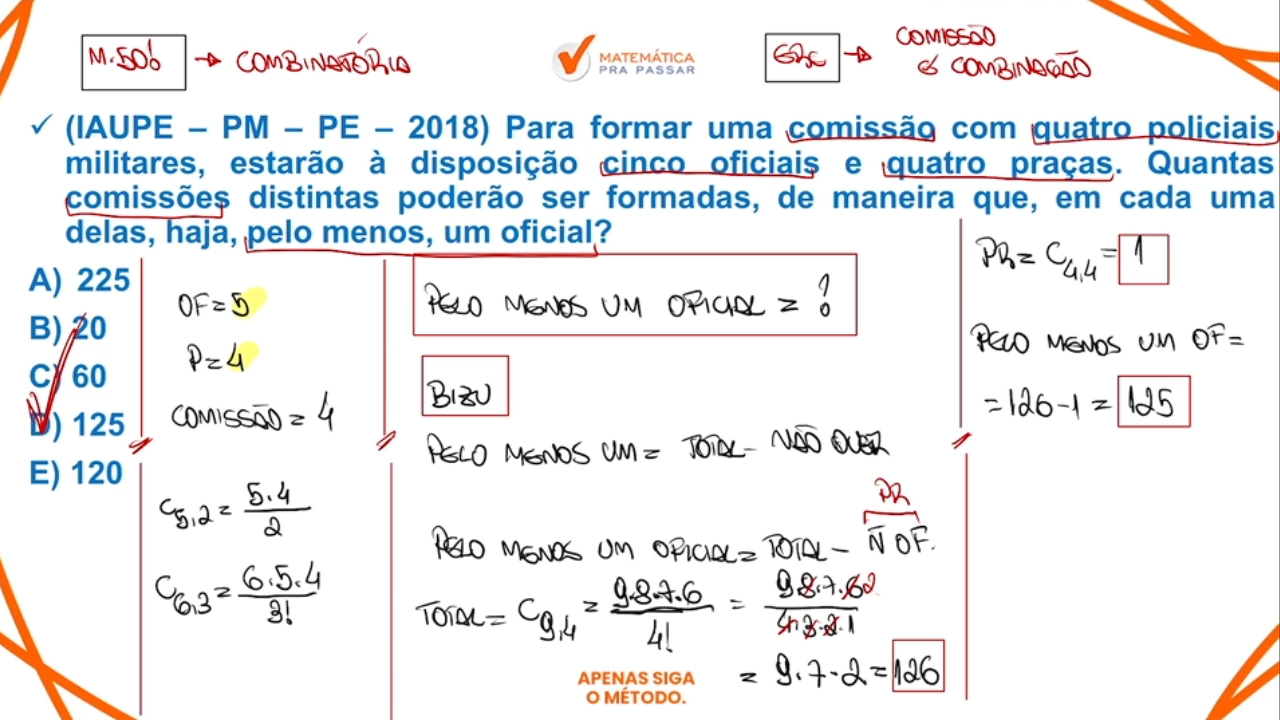 M.50!
→ COMBINATÓRIA
MATEMÁTICA
PRA PASSAR
→ COMISSÃO
É COMBINAÇÃO
✓ (IAUPE – PM – PE – 2018) Para formar uma comissão com quatro policiais
militares, estarão à disposição cinco oficiais e quatro praças. Quantas
comissões distintas poderão ser formadas, de maneira que, em cada uma
delas, haja, pelo menos, um oficial?
A) 225
B) 20
C) 60
D) 125
E) 120
OF = 5
P = 4
COMISSÃO = 4
C5,2 = 5.4/2
C6,3 = 6.5.4/3!
PELO MENOS UM OFICIAL = ?
BIZU
PELO MENOS UM = TOTAL - NÃO QUER
PR
PELO MENOS UM OFICIAL = TOTAL - Ñ OF.
TOTAL = C9,4 = 9.8.7.6/4! = 9.8.7.6 2/4.3.2.1
= 9.7.2 = 126
PR = C4,4 = 1
PELO MENOS UM OF =
= 126 - 1 = 125
APENAS SIGA
O MÉTODO.